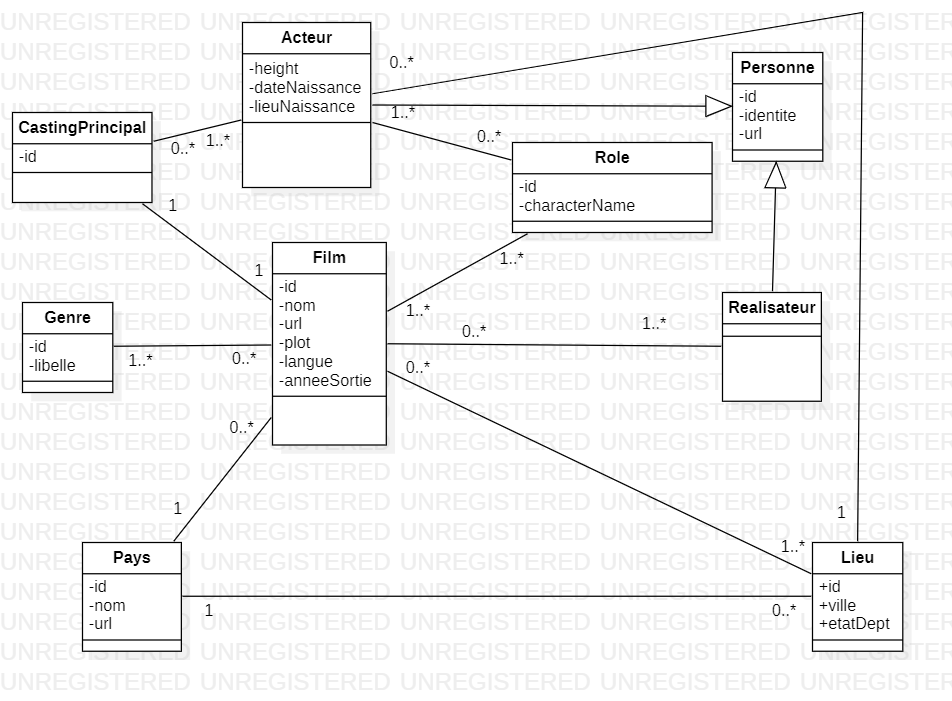 Acteur
-height
-dateNaissance
-lieuNaissance
0..*
1..*
Personne
-id
-identite
-url
CastingPrincipal
-id
0..*
1..*
0..*
Role
-id
-characterName
1
1
Film
-id
-nom
-url
-plot
-langue
-anneeSortie
1..*
1..*
Genre
-id
-libelle
1..*
0..*
0..*
1..*
Realisateur
0..*
0..*
1
1
1..*
Pays
-id
-nom
-url
1
0..*
Lieu
+id
+ville
+etatDept
UNREGISTERED